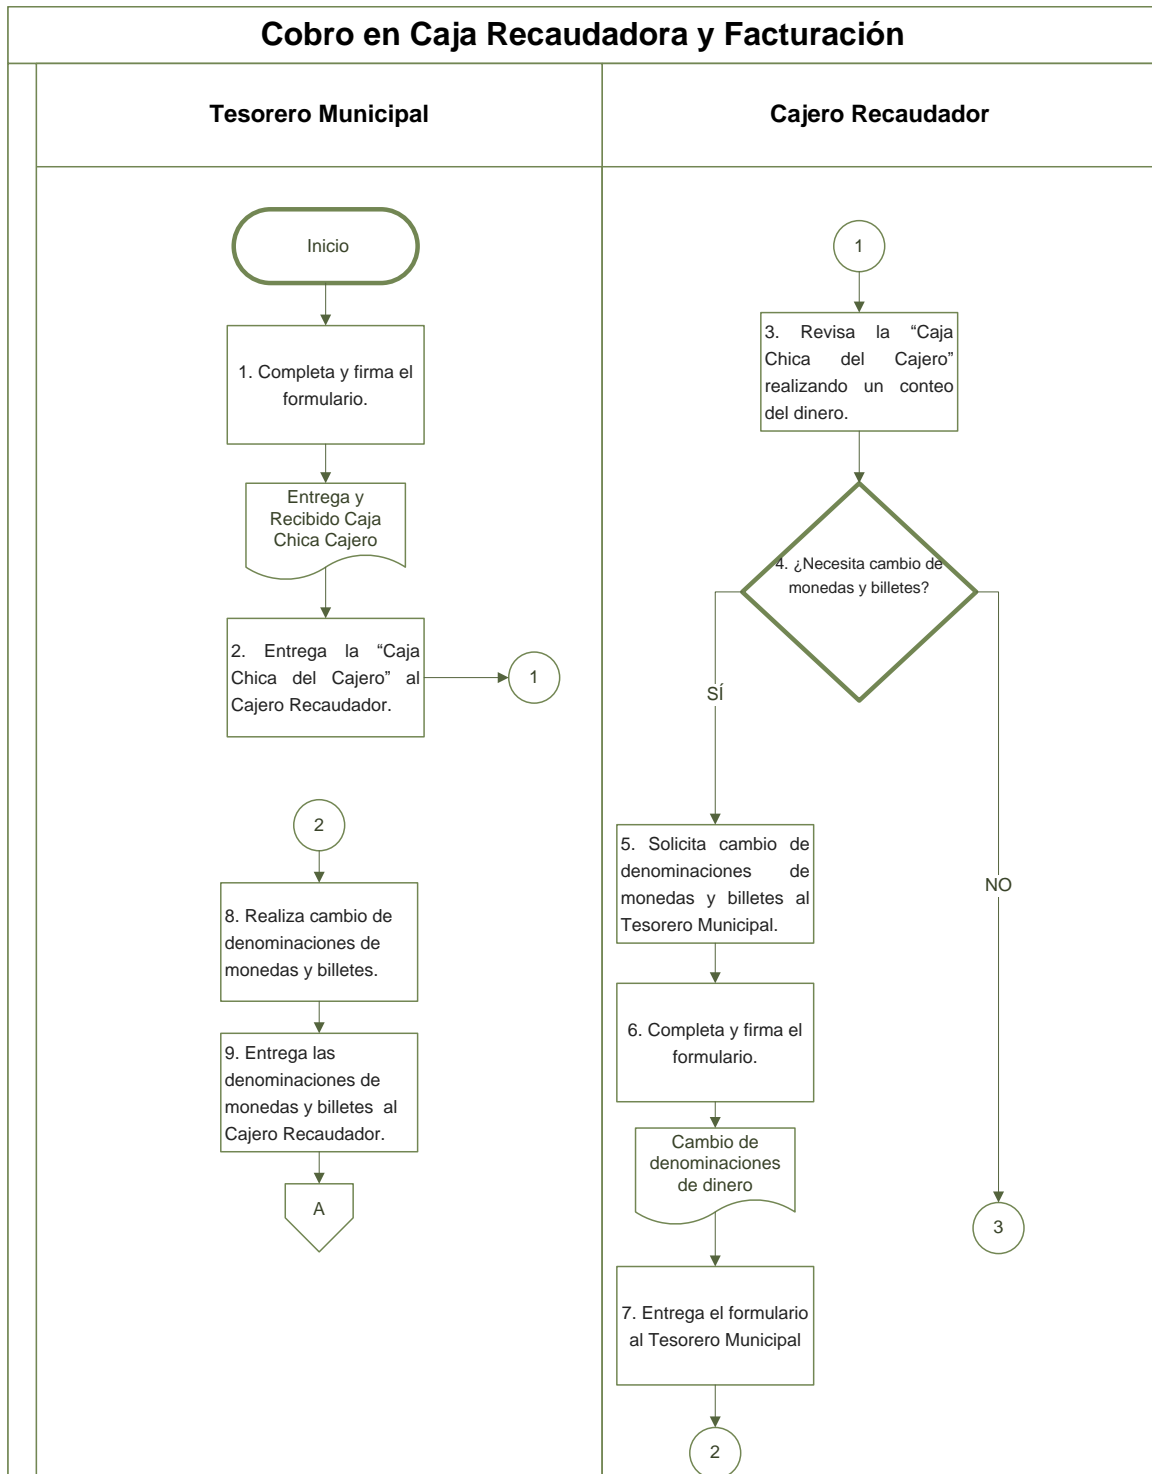 Cobro en Caja Recaudadora y Facturación
Tesorero Municipal
Cajero Recaudador
Inicio
1. Completa y firma el
formulario.
Entrega y
Recibido Caja
Chica Cajero
2. Entrega la “Caja
Chica del Cajero” al
Cajero Recaudador.
1
2
8. Realiza cambio de
denominaciones de
monedas y billetes.
9. Entrega las
denominaciones de
monedas y billetes al
Cajero Recaudador.
A
1
3. Revisa la “Caja
Chica del Cajero”
realizando un conteo
del dinero.
4. ¿Necesita cambio de
monedas y billetes?
SÍ
NO
5. Solicita cambio de
denominaciones de
monedas y billetes al
Tesorero Municipal.
6. Completa y firma el
formulario.
Cambio de
denominaciones
de dinero
3
7. Entrega el formulario
al Tesorero Municipal
2